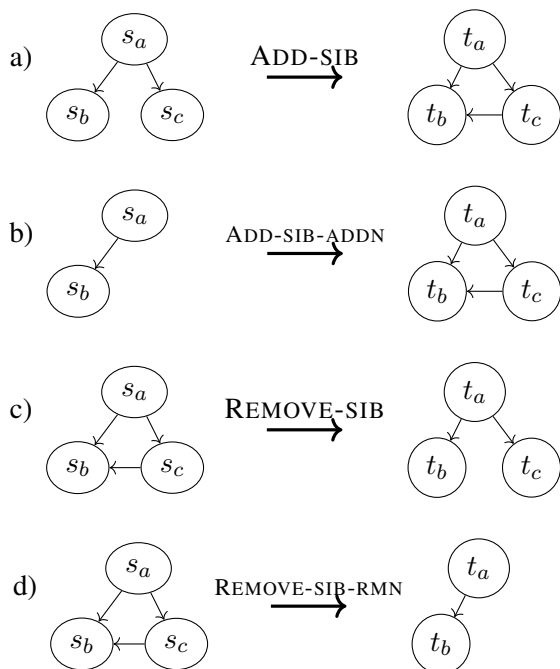 a) s_a ADD-SIB t_a
s_b s_c t_b t_c
b) s_a ADD-SIB-ADDN t_a
s_b t_b t_c
c) s_a REMOVE-SIB t_a
s_b s_c t_b t_c
d) s_a REMOVE-SIB-RMN t_a
s_b s_c t_b